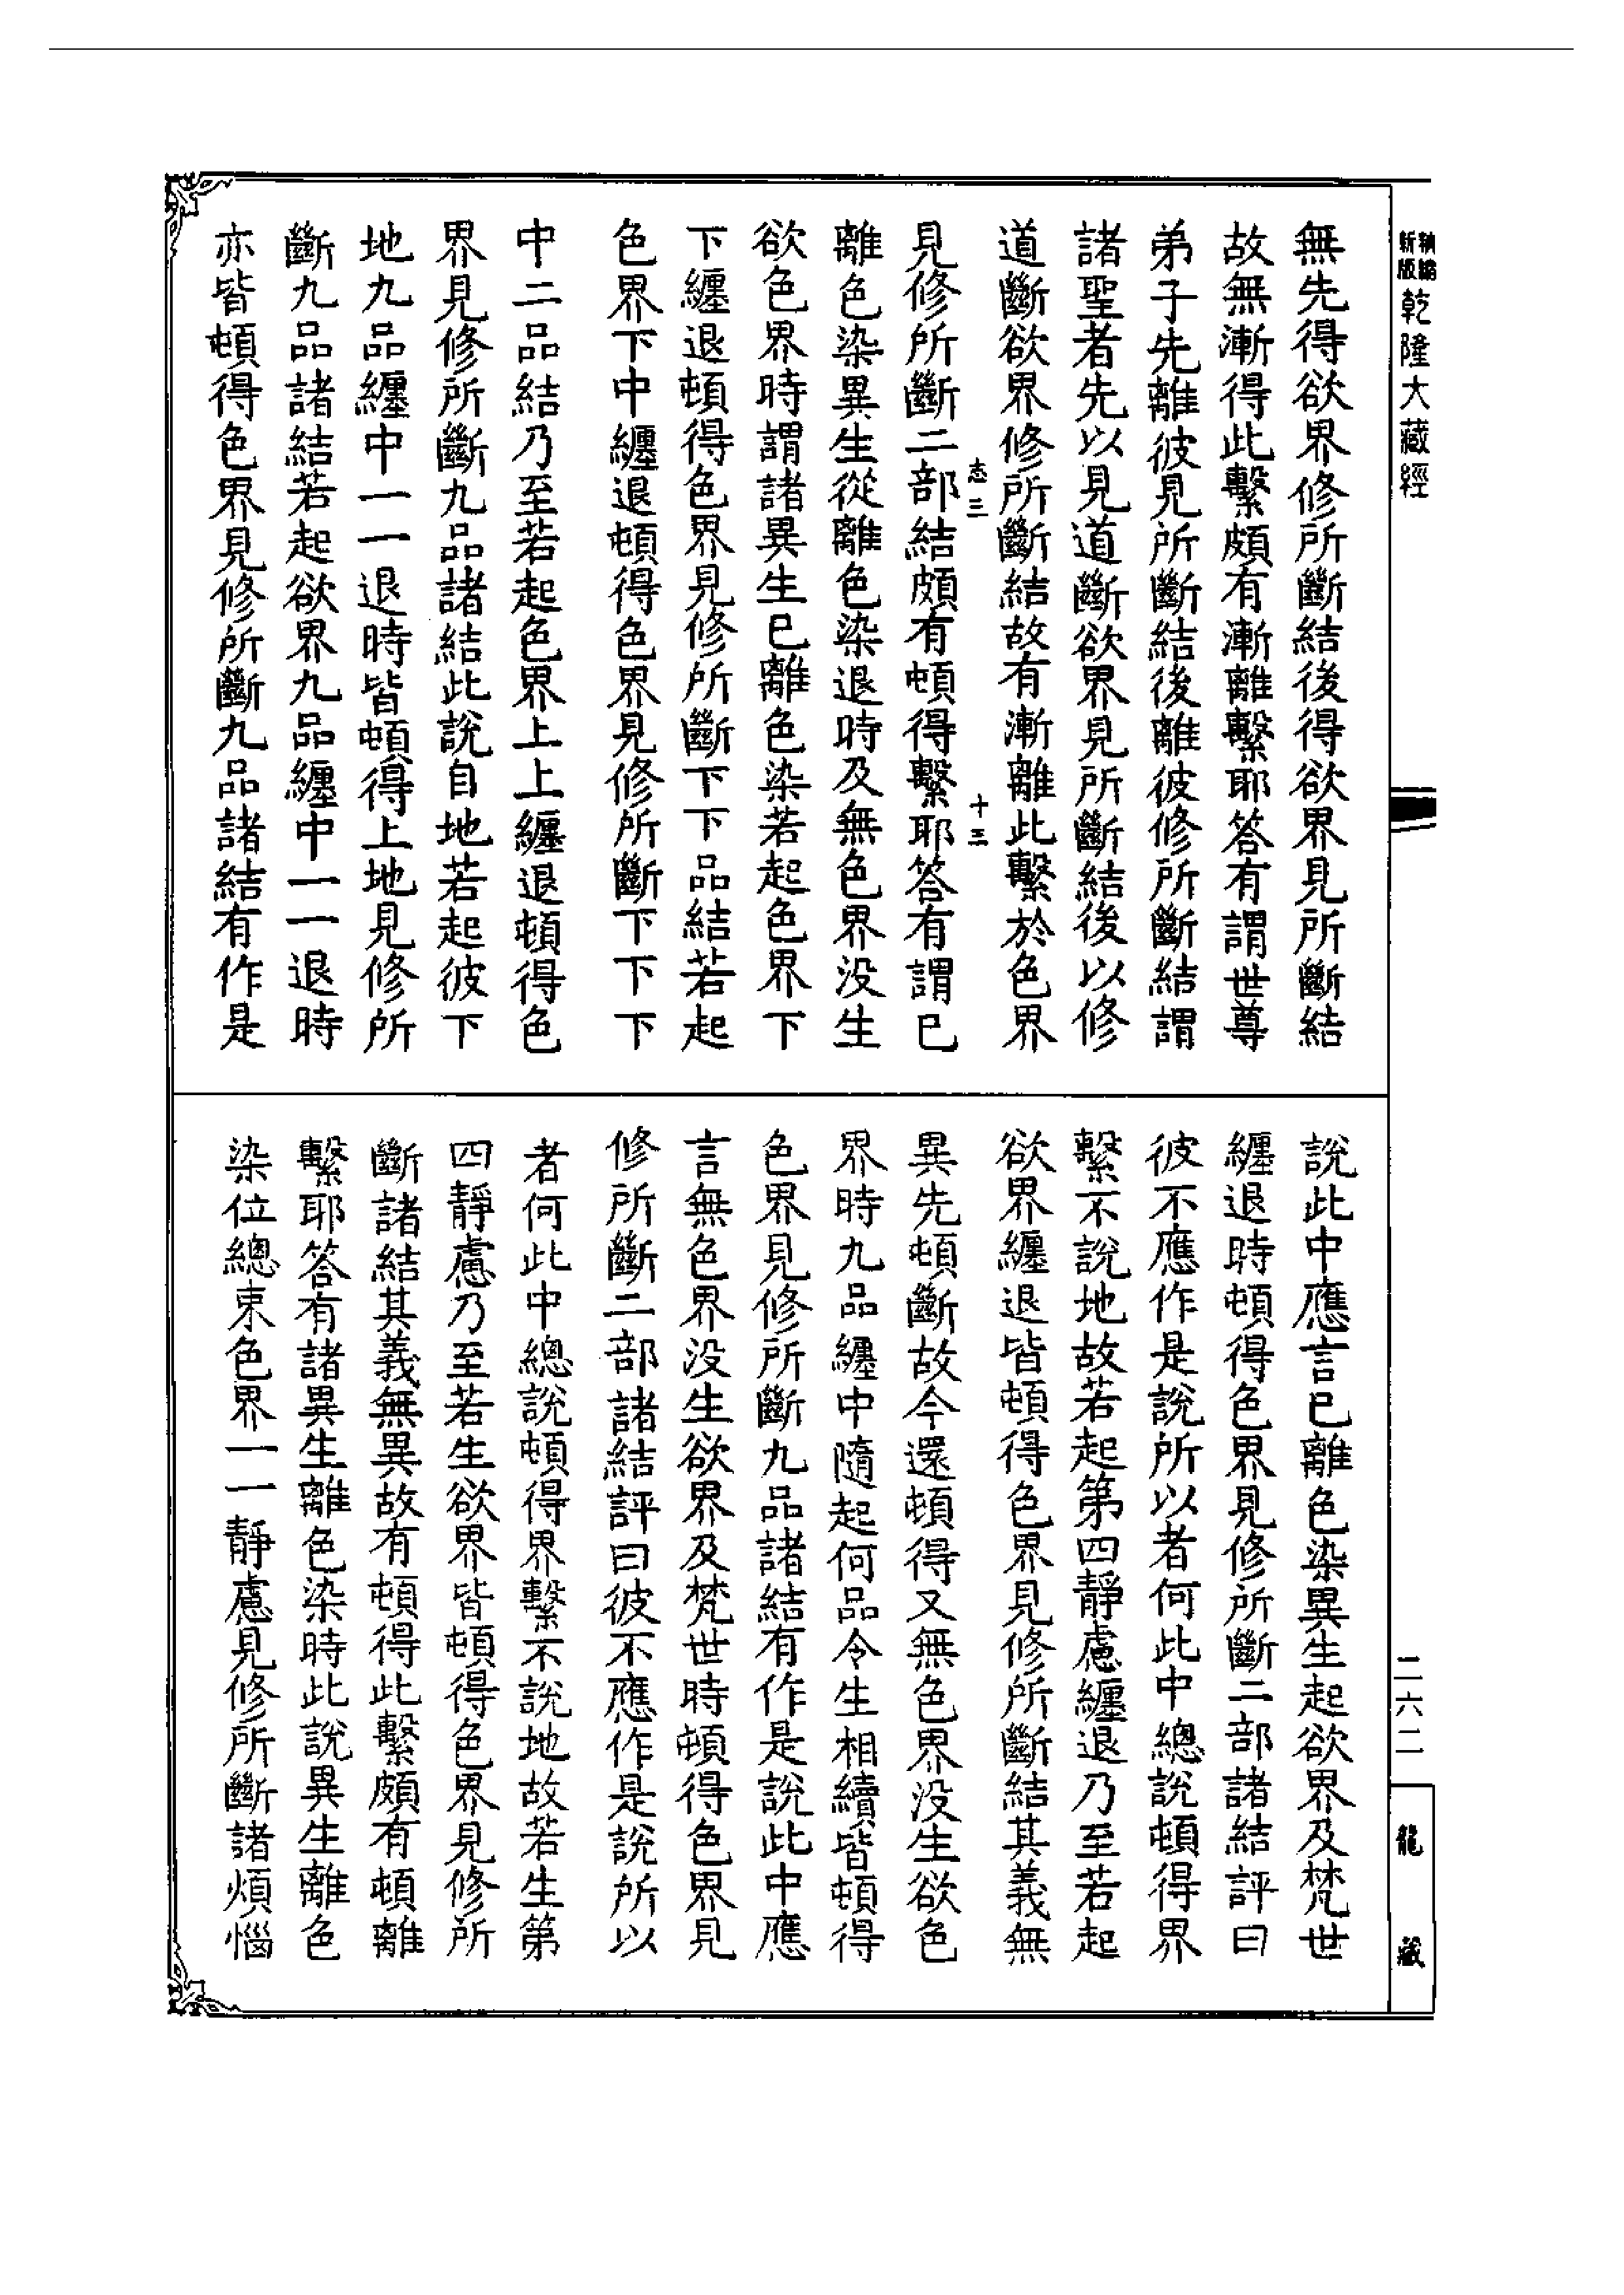 新版
乾隆大藏經
無先得欲界修所斷結後得欲界見所斷結
故無漸得此繫頗有漸離繫耶答有謂世尊
弟子先離彼見所斷結後離彼修所斷結謂
諸聖者先以見道斷欲界見所斷結後以修
道斷欲界修所斷結故有漸離此繫於色界
志三 十三
見修所斷二部結頗有頓得繫耶答有謂已
離色染異生從離色染退時及無色界没生
欲色界時謂諸異生已離色染若起色界下
下纏退頓得色界見修所斷下下品結若起
色界下中纏退頓得色界見修所斷下下下
中二品結乃至若起色界上上纏退頓得色
界見修所斷九品諸結此說自地若起彼下
地九品纏中一一退時皆頓得上地見修所
斷九品諸結若起欲界九品纏中一一退時
亦皆頓得色界見修所斷九品諸結有作是
說此中應言已離色染異生起欲界及梵世
纏退時頓得色界見修所斷二部諸結評曰
彼不應作是說所以者何此中總說頓得界
繫不說地故若起第四靜慮纏退乃至若起
欲界纏退皆頓得色界見修所斷結其義無
異先頓斷故今還頓得又無色界没生欲色
界時九品纏中隨起何品令生相續皆頓得
色界見修所斷九品諸結有作是說此中應
言無色界没生欲界及梵世時頓得色界見
修所斷二部諸結評曰彼不應作是說所以
者何此中總說頓得界繫不說地故若生第
四靜慮乃至若生欲界皆頓得色界見修所
斷諸結其義無異故有頓得此繫頗有頓離
繫耶答有諸異生離色染時此說異生離色
染位總束色界一一靜慮見修所斷諸煩惱
二六二
龍藏